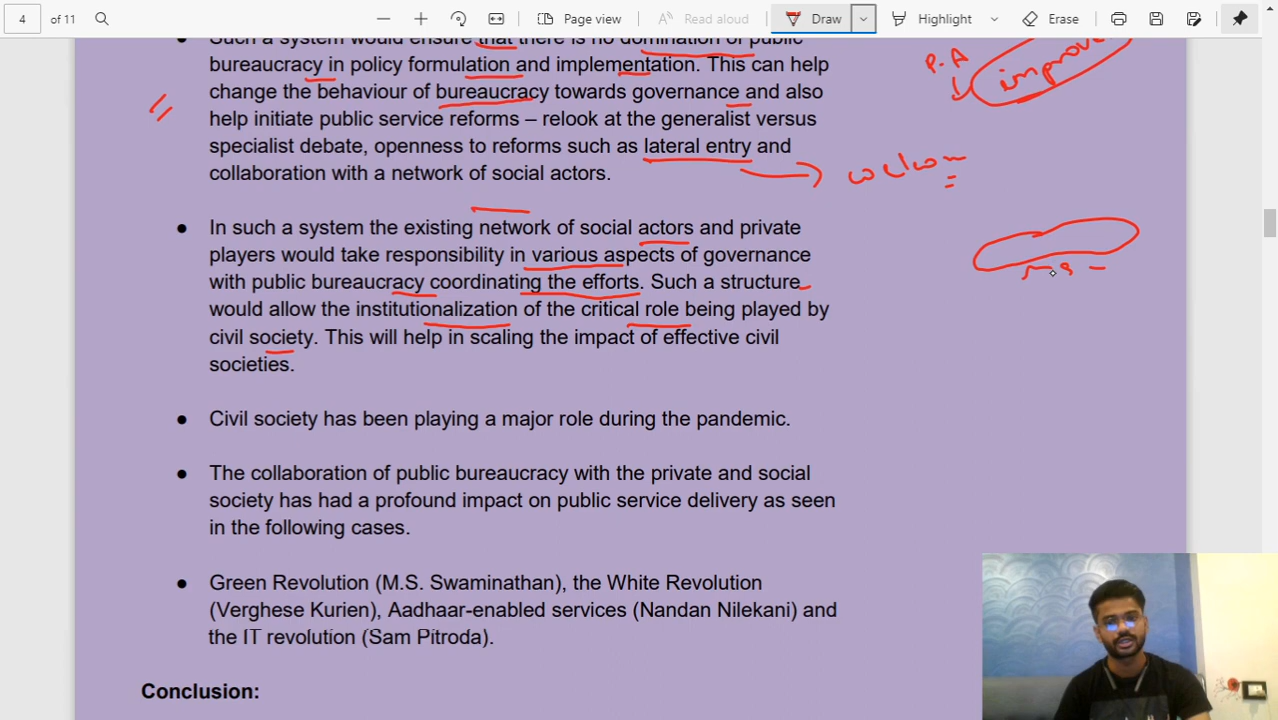 4 of 11 Page view Read aloud Draw Highlight Erase
Such a system would ensure that there is no domination of public
bureaucracy in policy formulation and implementation. This can help
change the behaviour of bureaucracy towards governance and also
help initiate public service reforms – relook at the generalist versus
specialist debate, openness to reforms such as lateral entry and
collaboration with a network of social actors.
P.A
improve
In such a system the existing network of social actors and private
players would take responsibility in various aspects of governance
with public bureaucracy coordinating the efforts. Such a structure
would allow the institutionalization of the critical role being played by
civil society. This will help in scaling the impact of effective civil
societies.
Civil society has been playing a major role during the pandemic.
The collaboration of public bureaucracy with the private and social
society has had a profound impact on public service delivery as seen
in the following cases.
Green Revolution (M.S. Swaminathan), the White Revolution
(Verghese Kurien), Aadhaar-enabled services (Nandan Nilekani) and
the IT revolution (Sam Pitroda).
Conclusion: